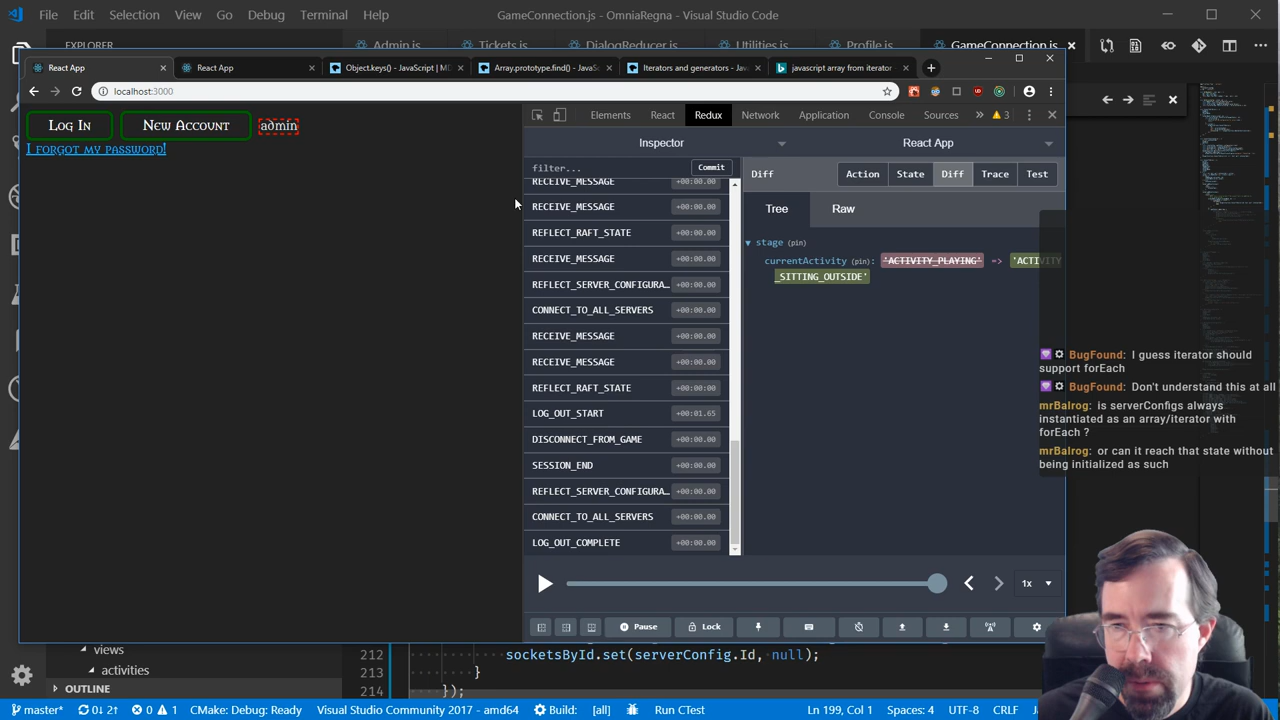 File Edit Selection View Go Debug Terminal Help
GameConnection.js - OmniaRegna - Visual Studio Code
EXPLORER
Admin.js
Tickets.js
DialogReducer.js
Utilities.js
Profile.js
GameConnection.js
React App
React App
Object.keys() - JavaScript | MD
Array.prototype.find() - JavaSc
Iterators and generators - Java
javascript array from iterator
localhost:3000
Log In
New Account
admin
I forgot my password!
Elements React Redux Network Application Console Sources » 3
Inspector
React App
filter...
Commit
Diff
Action State Diff Trace Test
RECEIVE_MESSAGE +00:00.00
RECEIVE_MESSAGE +00:00.00
REFLECT_RAFT_STATE +00:00.00
RECEIVE_MESSAGE +00:00.00
REFLECT_SERVER_CONFIGURA... +00:00.00
CONNECT_TO_ALL_SERVERS +00:00.00
RECEIVE_MESSAGE +00:00.00
RECEIVE_MESSAGE +00:00.00
REFLECT_RAFT_STATE +00:00:00
LOG_OUT_START +00:01.65
DISCONNECT_FROM_GAME +00:00.00
SESSION_END +00:00.00
REFLECT_SERVER_CONFIGURA... +00:00.00
CONNECT_TO_ALL_SERVERS +00:00.00
LOG_OUT_COMPLETE +00:00.00
Tree
Raw
stage (pin)
currentActivity (pin): 'ACTIVITY_PLAYING' => 'ACTIVITY
_SITTING_OUTSIDE'
BugFound: I guess iterator should
support forEach
BugFound: Don't understand this at all
mrBalrog: is serverConfigs always
instantiated as an array/iterator with
forEach ?
mrBalrog: or can it reach that state without
being initialized as such
1x
Pause
Lock
views
activities
OUTLINE
212 socketsById.set(serverConfig.Id, null);
213 }
214 });
master* 0↓ 2↑ 0 1 CMake: Debug: Ready Visual Studio Community 2017 - amd64 Build: [all] Run CTest Ln 199, Col 1 Spaces: 4 UTF-8 CRLF